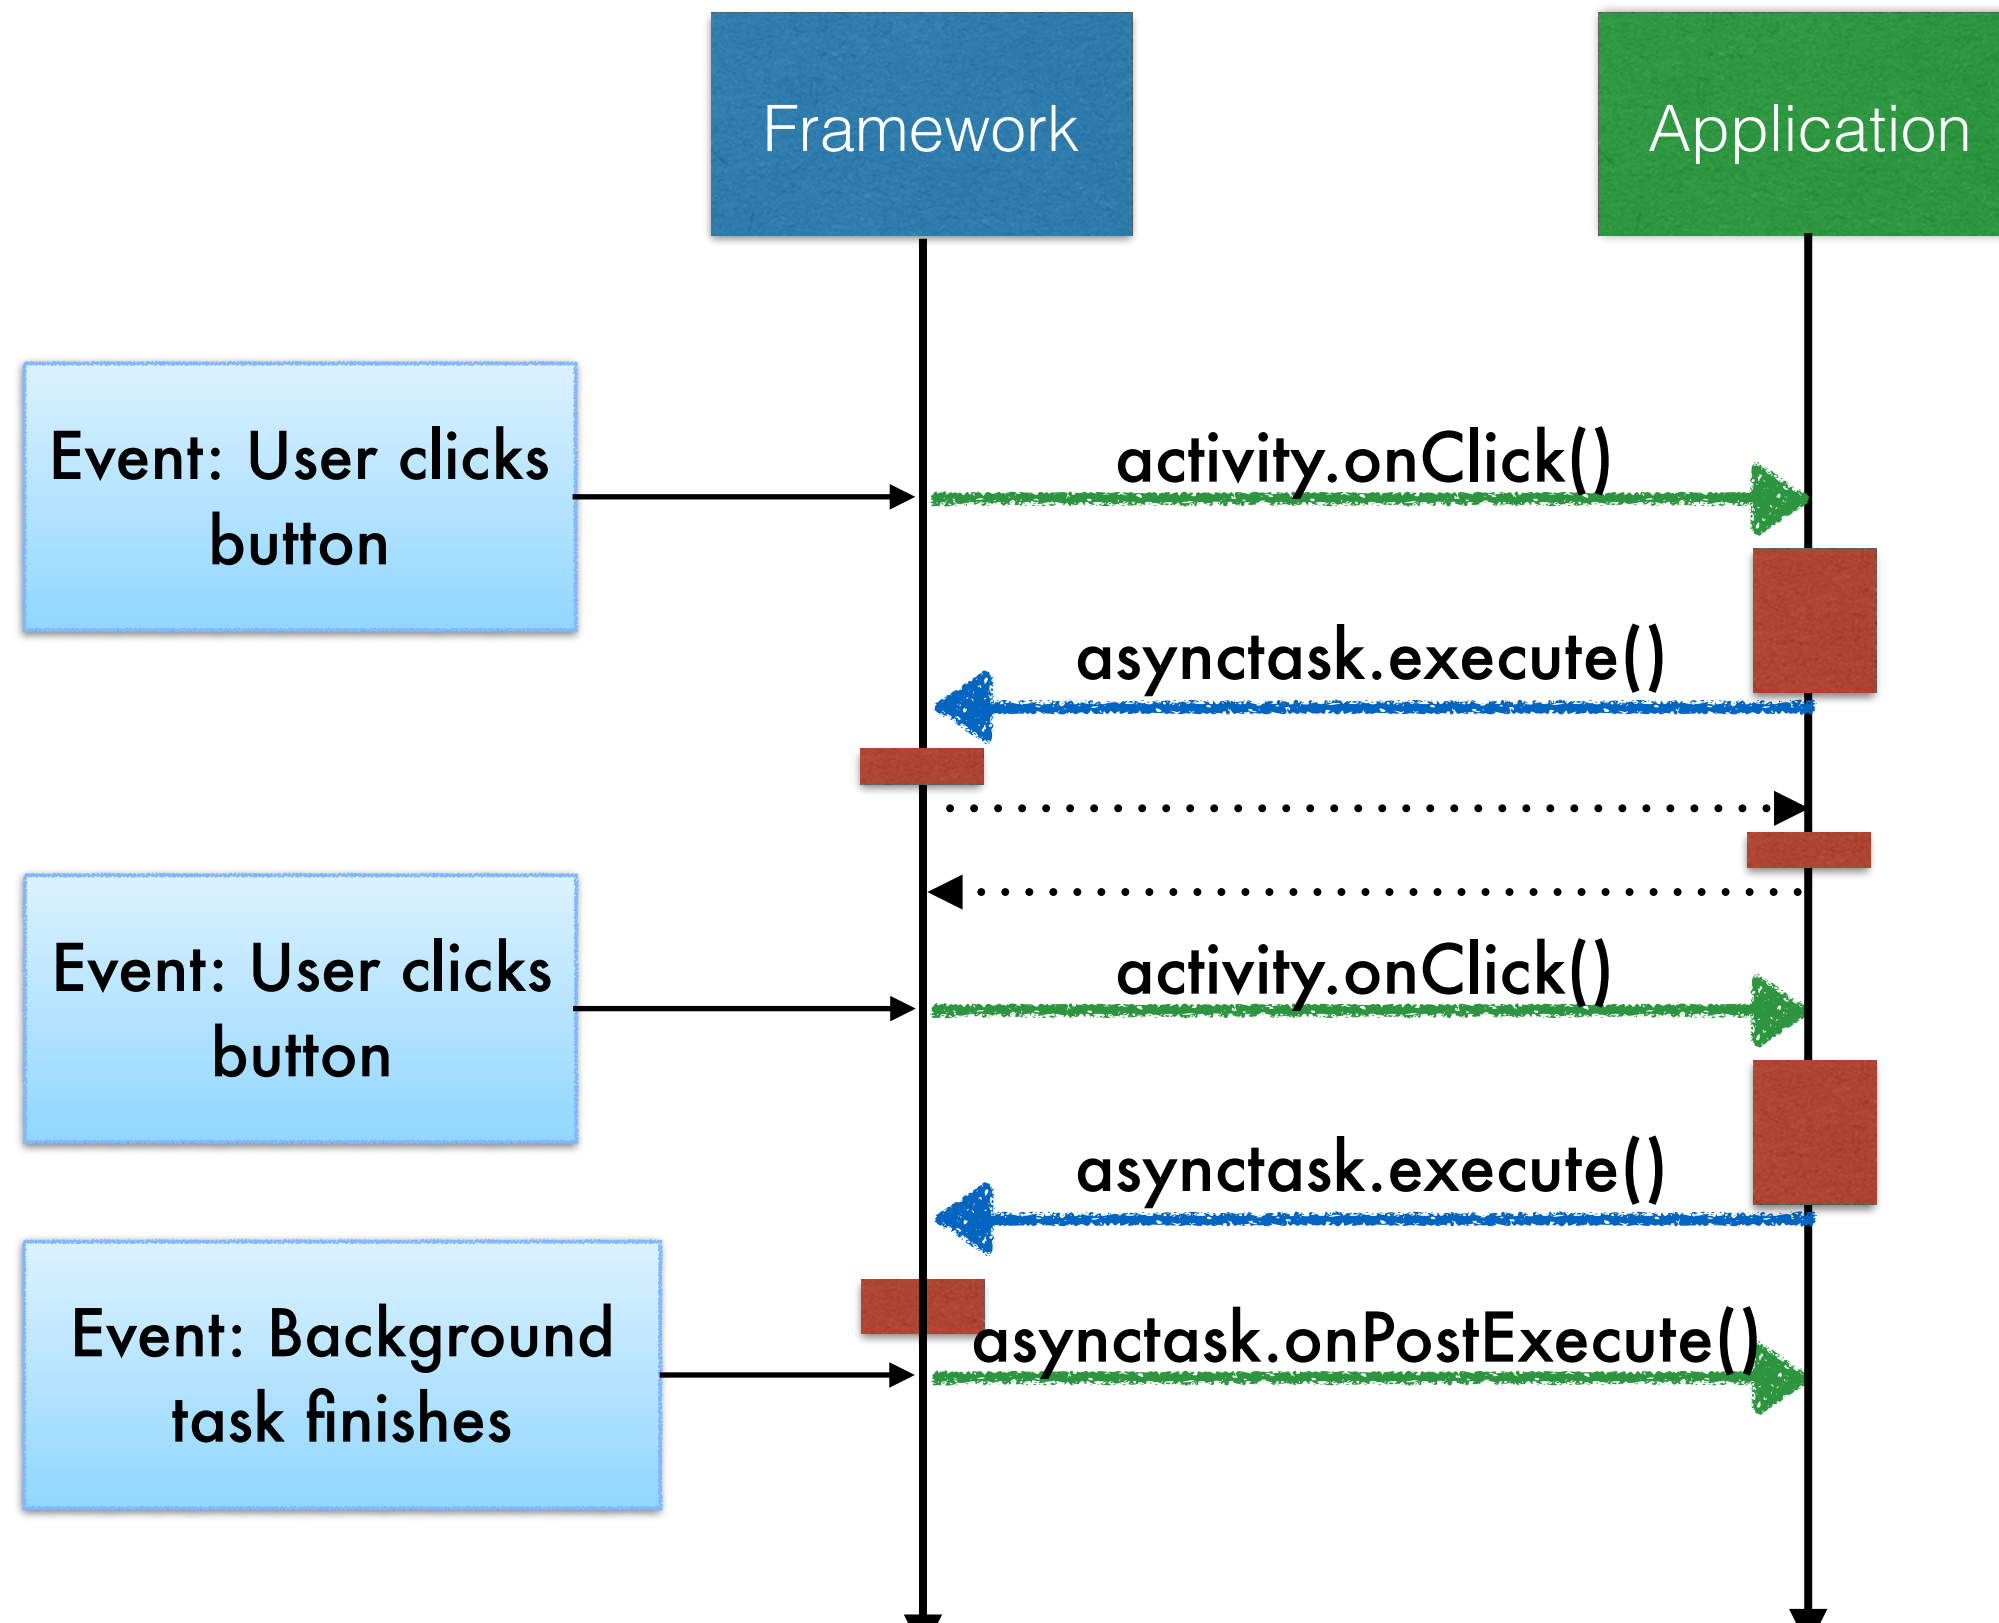 Framework
Application
Event: User clicks
button
activity.onClick()
asynctask.execute()
Event: User clicks
button
activity.onClick()
asynctask.execute()
Event: Background
task finishes
asynctask.onPostExecute()